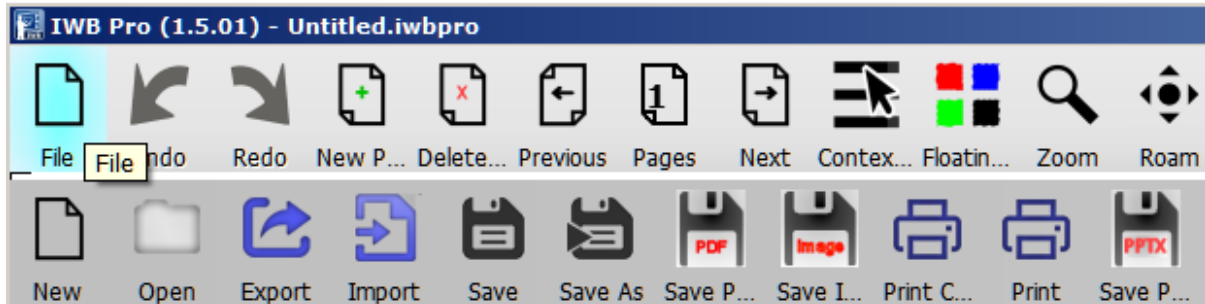 IWB Pro (1.5.01) - Untitled.iwbpro
+ x 1
File ndo Redo New P... Delete... Previous Pages Next Contex... Floatin... Zoom Roam
File
PDF Image PPTX
New Open Export Import Save Save As Save P... Save I... Print C... Print Save P...